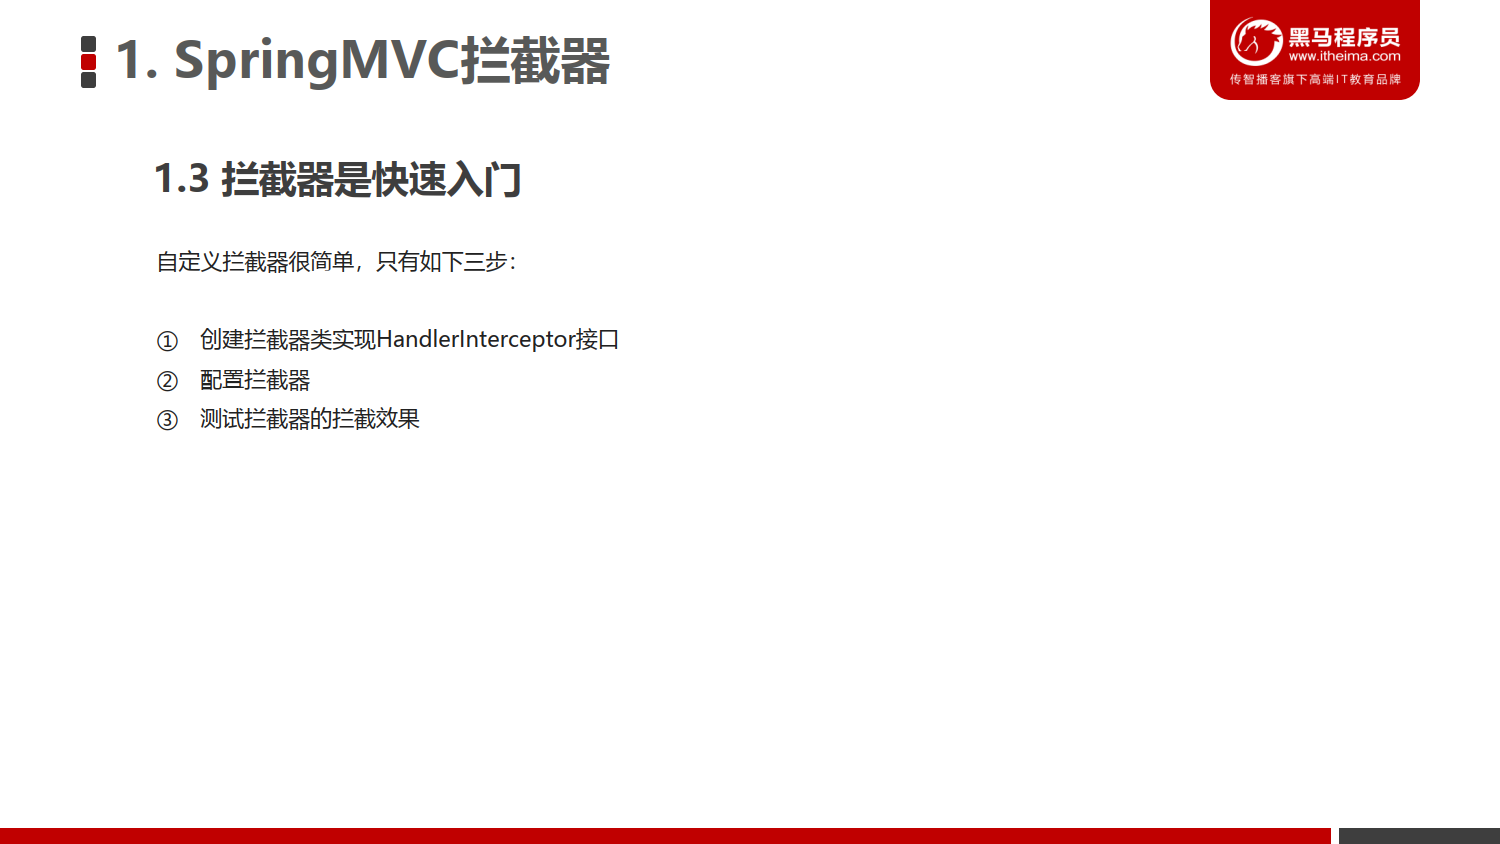 1. SpringMVC拦截器
黑马程序员
www.itheima.com
传智播客旗下高端IT教育品牌
1.3 拦截器是快速入门
自定义拦截器很简单，只有如下三步：
① 创建拦截器类实现HandlerInterceptor接口
② 配置拦截器
③ 测试拦截器的拦截效果